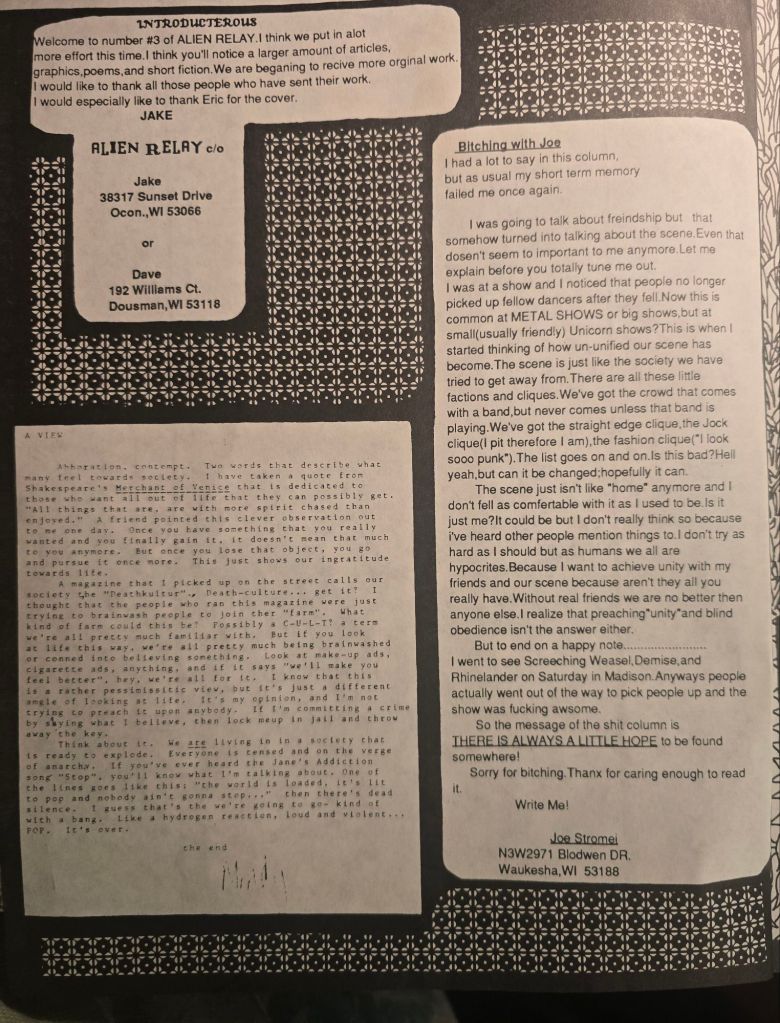 INTRODUCTEROUS
Welcome to number #3 of ALIEN RELAY.I think we put in alot
more effort this time.I think you'll notice a larger amount of articles,
graphics,poems,and short fiction.We are beganing to recive more orginal work.
I would like to thank all those people who have sent their work.
I would especially like to thank Eric for the cover.
JAKE
ALIEN RELAY c/o
Jake
38317 Sunset Drive
Ocon.,WI 53066
or
Dave
192 Williams Ct.
Dousman,WI 53118
A VIEW
Abhoration, contempt. Two words that describe what
many feel towards society. I have taken a quote from
Shakespeare's Merchant of Venice that is dedicated to
those who want all out of life that they can possibly get.
"All things that are, are with more spirit chased than
enjoyed." A friend pointed this clever observation out
to me one day. Once you have something that you really
wanted and you finally gain it, it doesn't mean that much
to you anymore. But once you lose that object, you go
and pursue it once more. This just shows our ingratitude
towards life.
A magazine that I picked up on the street calls our
society the "Deathkultur"., Death-culture... get it? I
thought that the people who ran this magazine were just
trying to brainwash people to join ther "farm". What
kind of farm could this be? Possibly a C-U-L-T? a term
we're all pretty much familiar with. But if you look
at life this way, we're all pretty much being brainwashed
or conned into believing something. Look at make-up ads,
cigarette ads, anything, and if it says "we'll make you
feel better", hey, we're all for it. I know that this
is a rather pessimissitic view, but it's just a different
angle of looking at life. It's my opinion, and I'm not
trying to preach it upon anybody. If I'm committing a crime
by saying what I believe, then lock meup in jail and throw
away the key.
Think about it. We are living in in a society that
is ready to explode. Everyone is tensed and on the verge
of anarchy. If you've ever heard the Jane's Addiction
song "Stop", you'll know what I'm talking about. One of
the lines goes like this; "the world is loaded, it's lit
to pop and nobody ain't gonna stop..." then there's dead
silence. I guess that's the we're going to go- kind of
with a bang. Like a hydrogen reaction, loud and violent...
POP. It's over.
the end
Bitching with Joe
I had a lot to say in this column,
but as usual my short term memory
failed me once again.
I was going to talk about freindship but that
somehow turned into talking about the scene.Even that
dosen't seem to important to me anymore.Let me
explain before you totally tune me out.
I was at a show and I noticed that people no longer
picked up fellow dancers after they fell.Now this is
common at METAL SHOWS or big shows,but at
small(usually friendly) Unicorn shows?This is when I
started thinking of how un-unified our scene has
become.The scene is just like the society we have
tried to get away from.There are all these little
factions and cliques.We've got the crowd that comes
with a band,but never comes unless that band is
playing.We've got the straight edge clique,the Jock
clique(I pit therefore I am),the fashion clique("I look
sooo punk").The list goes on and on.Is this bad?Hell
yeah,but can it be changed;hopefully it can.
The scene just isn't like "home" anymore and I
don't fell as comfertable with it as I used to be.Is it
just me?It could be but I don't really think so because
i've heard other people mention things to.I don't try as
hard as I should but as humans we all are
hypocrites.Because I want to achieve unity with my
friends and our scene because aren't they all you
really have.Without real friends we are no better then
anyone else.I realize that preaching"unity"and blind
obedience isn't the answer either.
But to end on a happy note........................
I went to see Screeching Weasel,Demise,and
Rhinelander on Saturday in Madison.Anyways people
actually went out of the way to pick people up and the
show was fucking awsome.
So the message of the shit column is
THERE IS ALWAYS A LITTLE HOPE to be found
somewhere!
Sorry for bitching.Thanx for caring enough to read
it.
Write Me!
Joe Stromei
N3W2971 Blodwen DR.
Waukesha,WI 53188